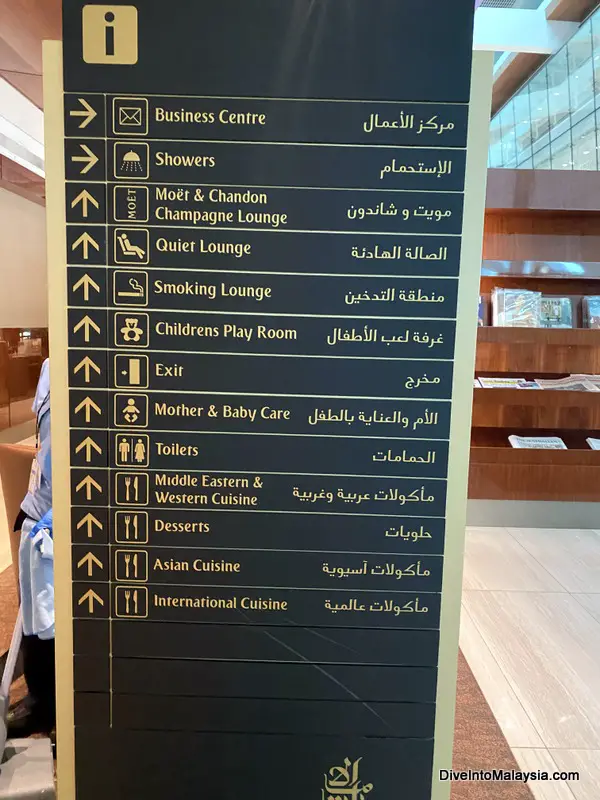 i
Business Centre مركز الأعمال
Showers الإستحمام
MOËT Moët & Chandon
Champagne Lounge مويت و شاندون
Quiet Lounge الصالة الهادئة
Smoking Lounge منطقة التدخين
Childrens Play Room غرفة لعب الأطفال
Exit مخرج
Mother & Baby Care الأم والعناية بالطفل
Toilets الحمامات
Middle Eastern &
Western Cuisine مأكولات عربية وغربية
Desserts حلويات
Asian Cuisine مأكولات آسيوية
International Cuisine مأكولات عالمية
DiveIntoMalaysia.com